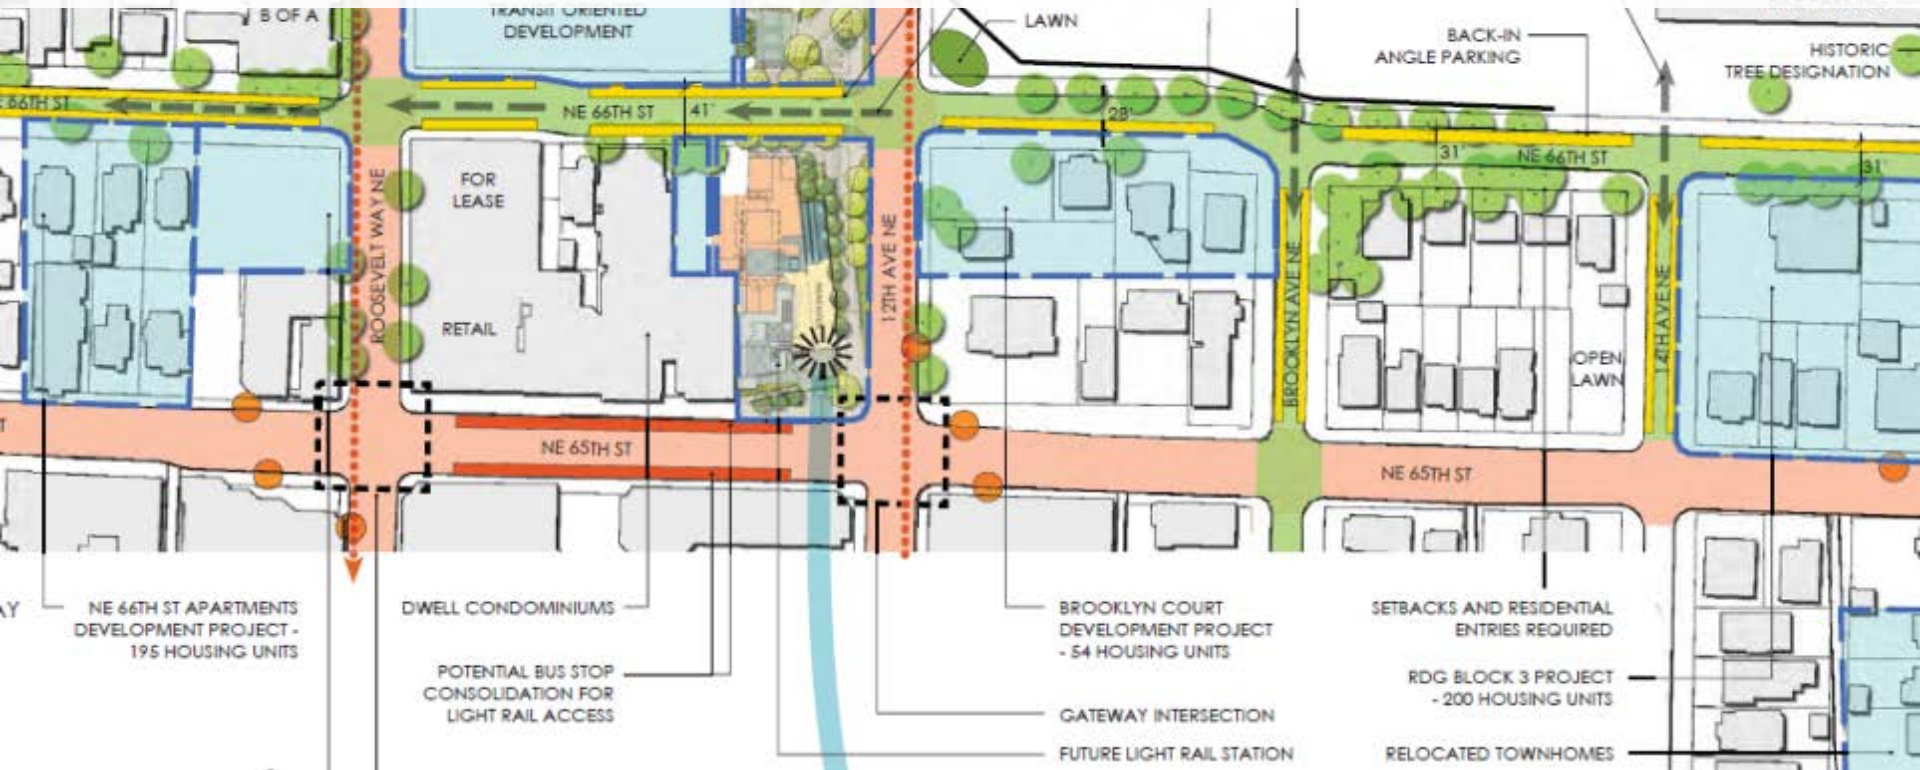 B OF A
TRANSIT ORIENTED
DEVELOPMENT
LAWN
BACK-IN
ANGLE PARKING
HISTORIC
TREE DESIGNATION
66TH ST
NE 66TH ST
41'
28'
31'
NE 66TH ST
31'
FOR
LEASE
ROOSEVELT WAY NE
12TH AVE NE
BROOKLYN AVE NE
14TH AVE NE
RETAIL
OPEN
LAWN
NE 65TH ST
NE 65TH ST
NE 66TH ST APARTMENTS
DEVELOPMENT PROJECT -
195 HOUSING UNITS
DWELL CONDOMINIUMS
POTENTIAL BUS STOP
CONSOLIDATION FOR
LIGHT RAIL ACCESS
BROOKLYN COURT
DEVELOPMENT PROJECT
- 54 HOUSING UNITS
GATEWAY INTERSECTION
FUTURE LIGHT RAIL STATION
SETBACKS AND RESIDENTIAL
ENTRIES REQUIRED
RDG BLOCK 3 PROJECT
- 200 HOUSING UNITS
RELOCATED TOWNHOMES